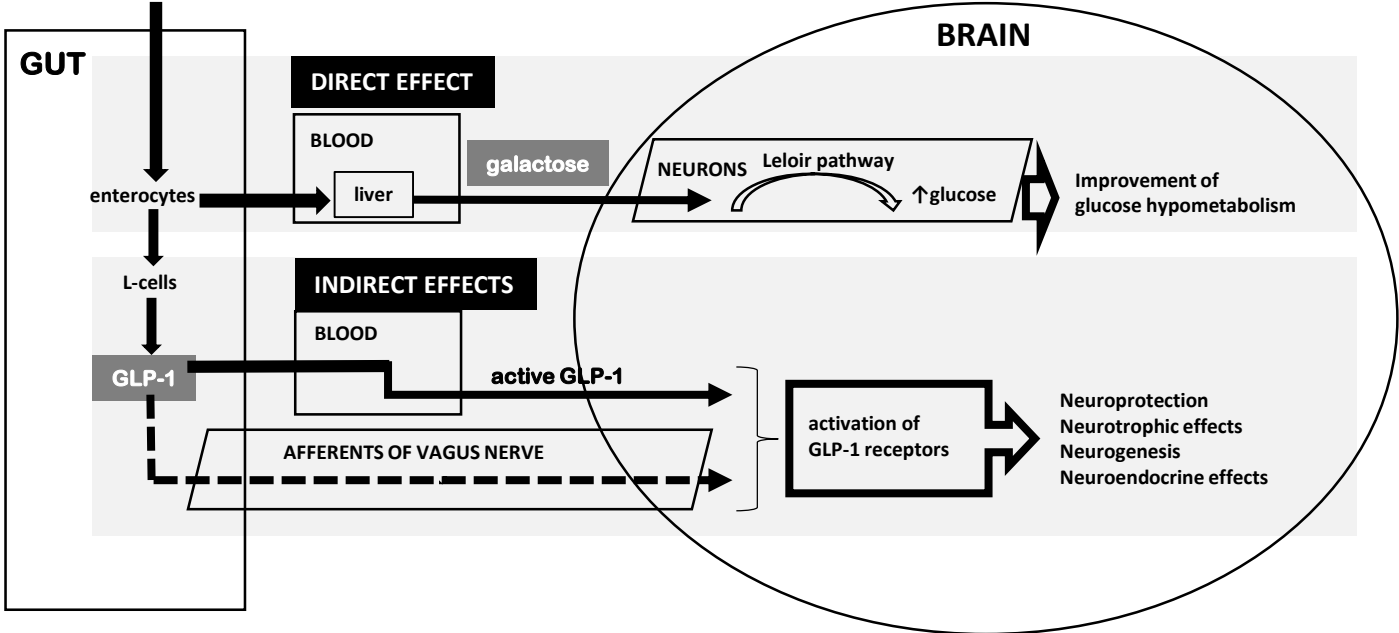 GUT
BRAIN
DIRECT EFFECT
BLOOD
galactose
liver
enterocytes
NEURONS
Leloir pathway
↑glucose
Improvement of
glucose hypometabolism
L-cells
INDIRECT EFFECTS
BLOOD
GLP-1
active GLP-1
AFFERENTS OF VAGUS NERVE
activation of
GLP-1 receptors
Neuroprotection
Neurotrophic effects
Neurogenesis
Neuroendocrine effects